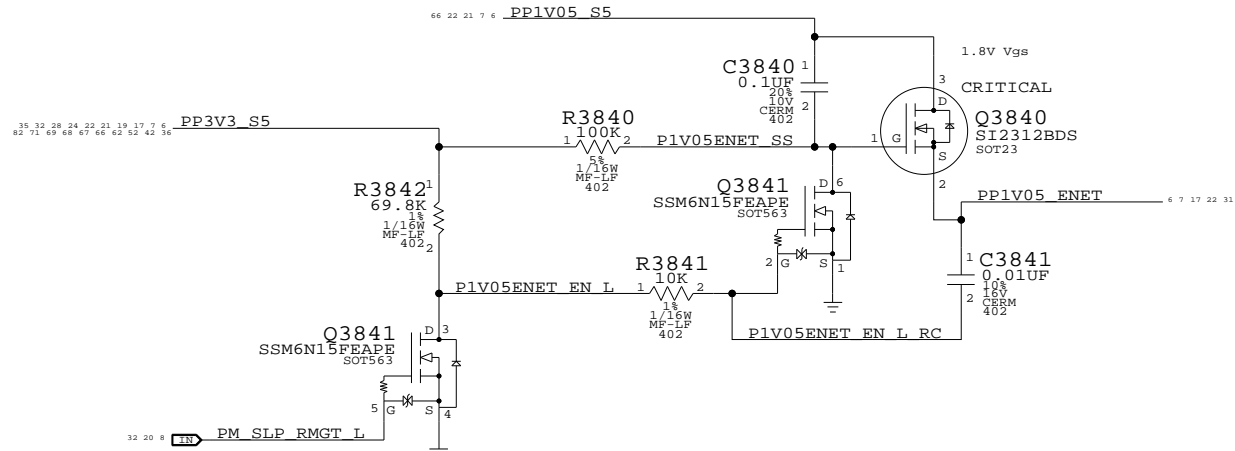 66 22 21 7 6 PP1V05_S5
1.8V Vgs
C3840
0.1UF
20%
10V
CERM
402
1
2
3
CRITICAL
D
Q3840
SI2312BDS
SOT23
1
G
S
2
35 32 28 24 22 21 19 17 7 6
82 71 69 68 67 66 62 52 42 36
PP3V3_S5
R3840
100K
1 2
5%
1/16W
MF-LF
402
P1V05ENET_SS
R3842
69.8K
1%
1/16W
MF-LF
402
1
2
Q3841
SSM6N15FEAPE
SOT563
D 6
2 G S 1
PP1V05_ENET
6 7 17 22 31
C3841
0.01UF
10%
16V
CERM
402
1
2
P1V05ENET_EN_L
R3841
10K
1 2
1%
1/16W
MF-LF
402
P1V05ENET_EN_L_RC
Q3841
SSM6N15FEAPE
SOT563
D 3
5 G S 4
32 20 8 IN PM_SLP_RMGT_L